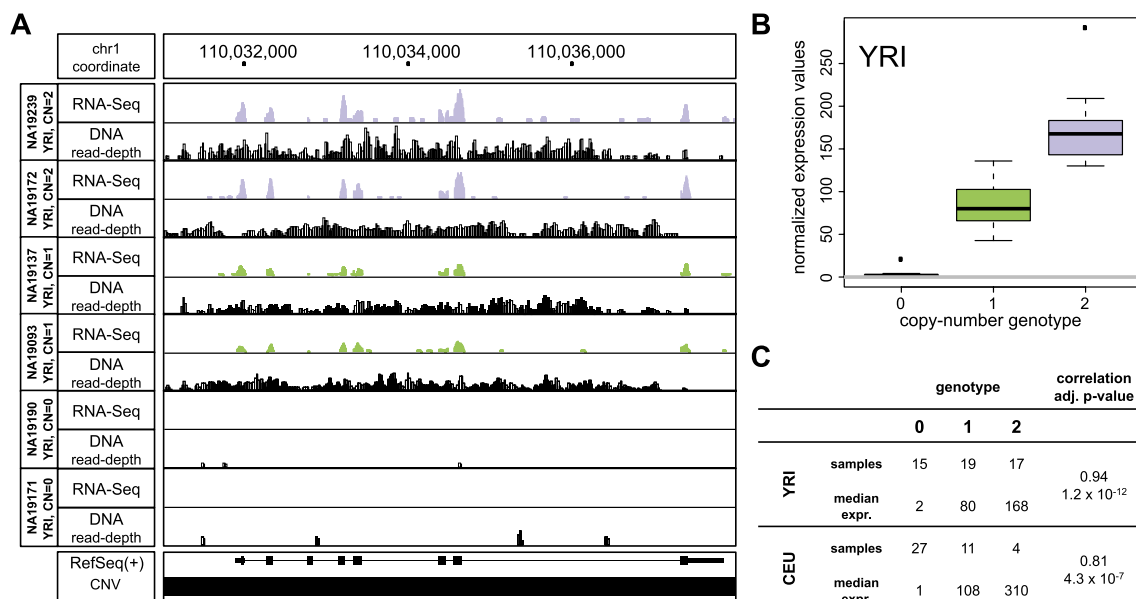 A
chr1
coordinate
110,032,000
110,034,000
110,036,000
NA19239
YRI, CN=2
RNA-Seq
DNA
read-depth
NA19172
YRI, CN=2
RNA-Seq
DNA
read-depth
NA19137
YRI, CN=1
RNA-Seq
DNA
read-depth
NA19093
YRI, CN=1
RNA-Seq
DNA
read-depth
NA19190
YRI, CN=0
RNA-Seq
DNA
read-depth
NA19171
YRI, CN=0
RNA-Seq
DNA
read-depth
RefSeq(+)
CNV
B
YRI
normalized expression values
250
200
150
100
50
0
0 1 2
copy-number genotype
C
genotype
correlation
adj. p-value
0 1 2
YRI
samples 15 19 17
median
expr. 2 80 168
0.94
1.2 x 10⁻¹²
CEU
samples 27 11 4
median
expr. 1 108 310
0.81
4.3 x 10⁻⁷